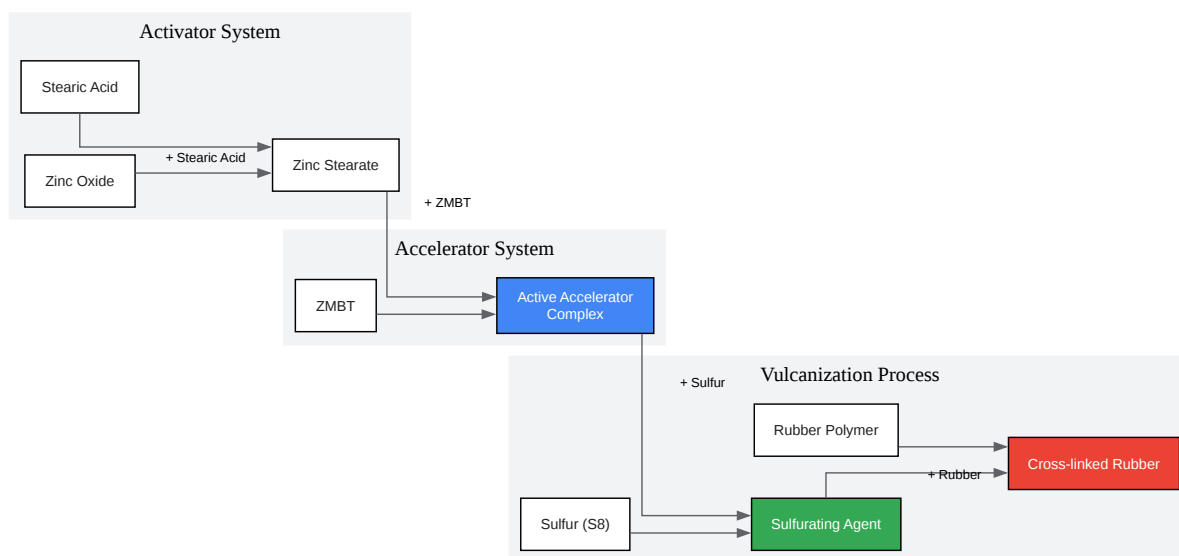 Activator System
Stearic Acid
+ Stearic Acid
Zinc Oxide
Zinc Stearate
+ ZMBT
Accelerator System
ZMBT
Active Accelerator
Complex
+ Sulfur
Vulcanization Process
Rubber Polymer
+ Rubber
Cross-linked Rubber
Sulfur (S8)
Sulfurating Agent